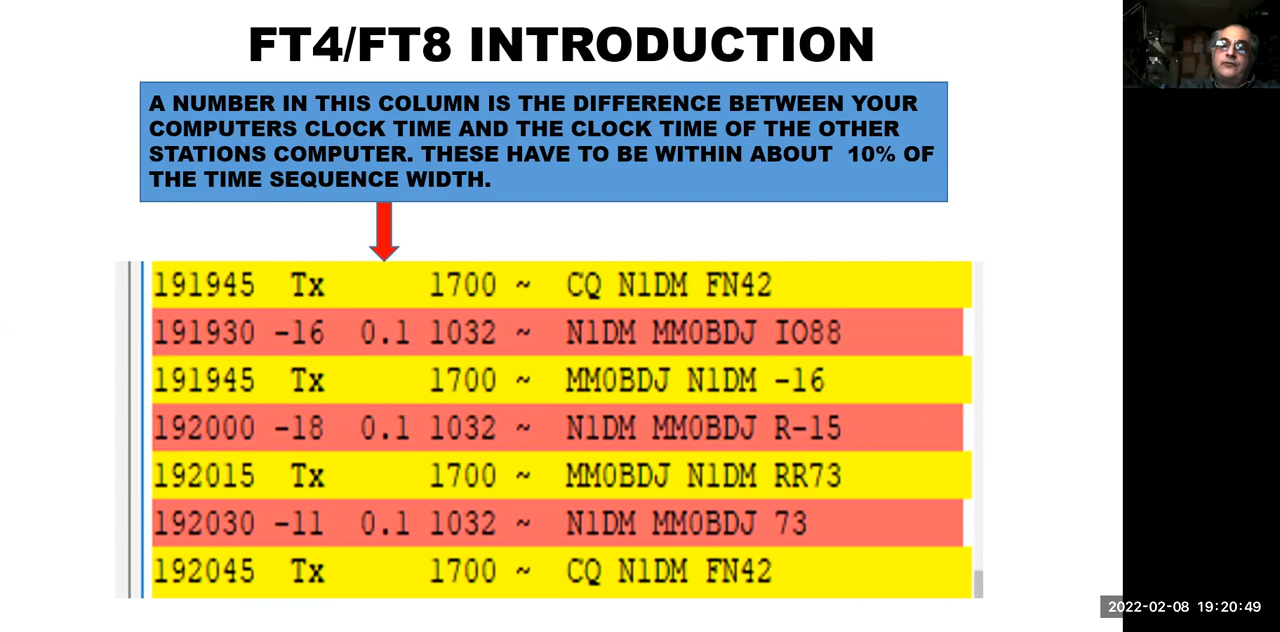 FT4/FT8 INTRODUCTION
A NUMBER IN THIS COLUMN IS THE DIFFERENCE BETWEEN YOUR
COMPUTERS CLOCK TIME AND THE CLOCK TIME OF THE OTHER
STATIONS COMPUTER. THESE HAVE TO BE WITHIN ABOUT 10% OF
THE TIME SEQUENCE WIDTH.
191945 Tx 1700 ~ CQ N1DM FN42
191930 -16 0.1 1032 ~ N1DM MM0BDJ IO88
191945 Tx 1700 ~ MM0BDJ N1DM -16
192000 -18 0.1 1032 ~ N1DM MM0BDJ R-15
192015 Tx 1700 ~ MM0BDJ N1DM RR73
192030 -11 0.1 1032 ~ N1DM MM0BDJ 73
192045 Tx 1700 ~ CQ N1DM FN42
2022-02-08 19:20:49